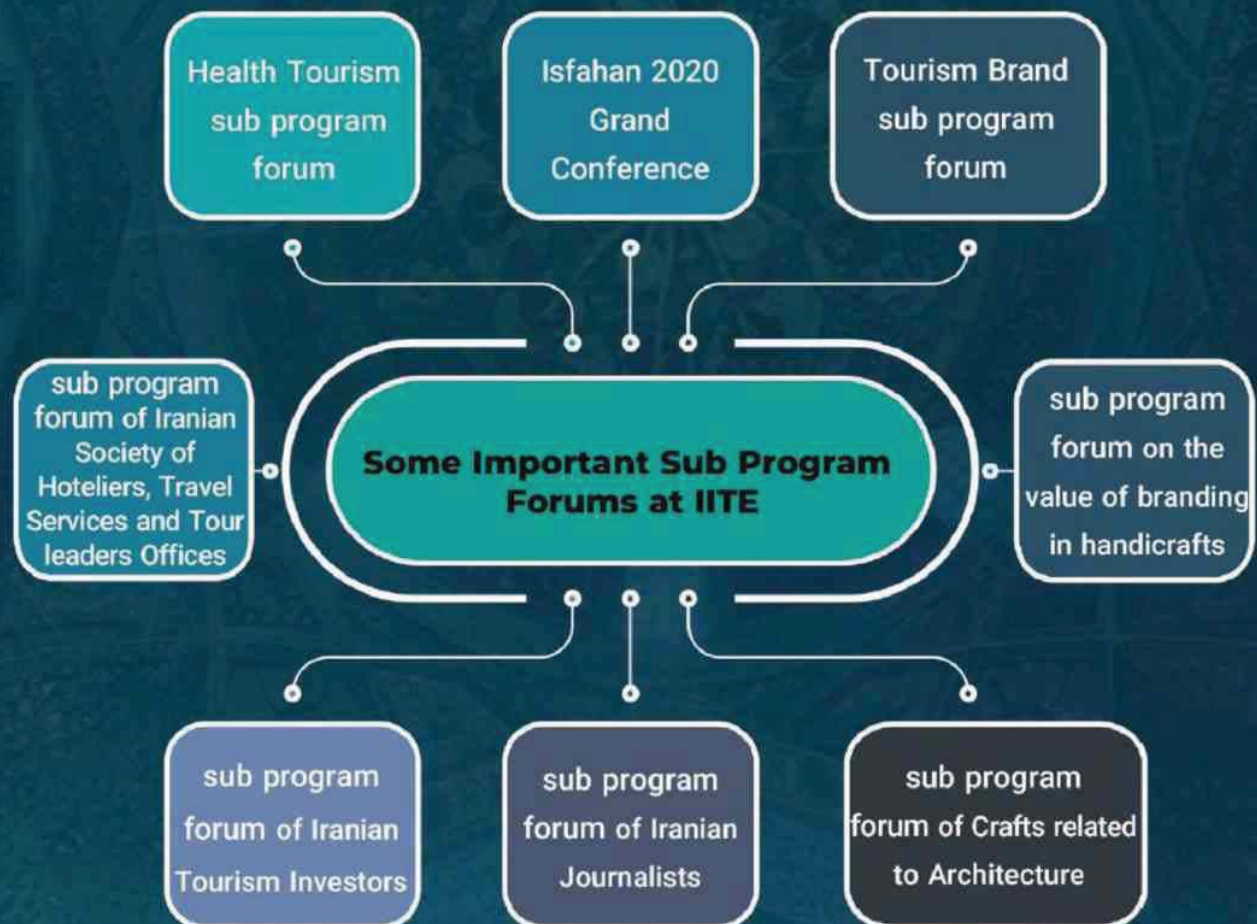 Health Tourism
sub program
forum
Isfahan 2020
Grand
Conference
Tourism Brand
sub program
forum
sub program
forum of Iranian
Society of
Hoteliers, Travel
Services and Tour
leaders Offices
Some Important Sub Program
Forums at IITE
sub program
forum on the
value of branding
in handicrafts
sub program
forum of Iranian
Tourism Investors
sub program
forum of Iranian
Journalists
sub program
forum of Crafts related
to Architecture